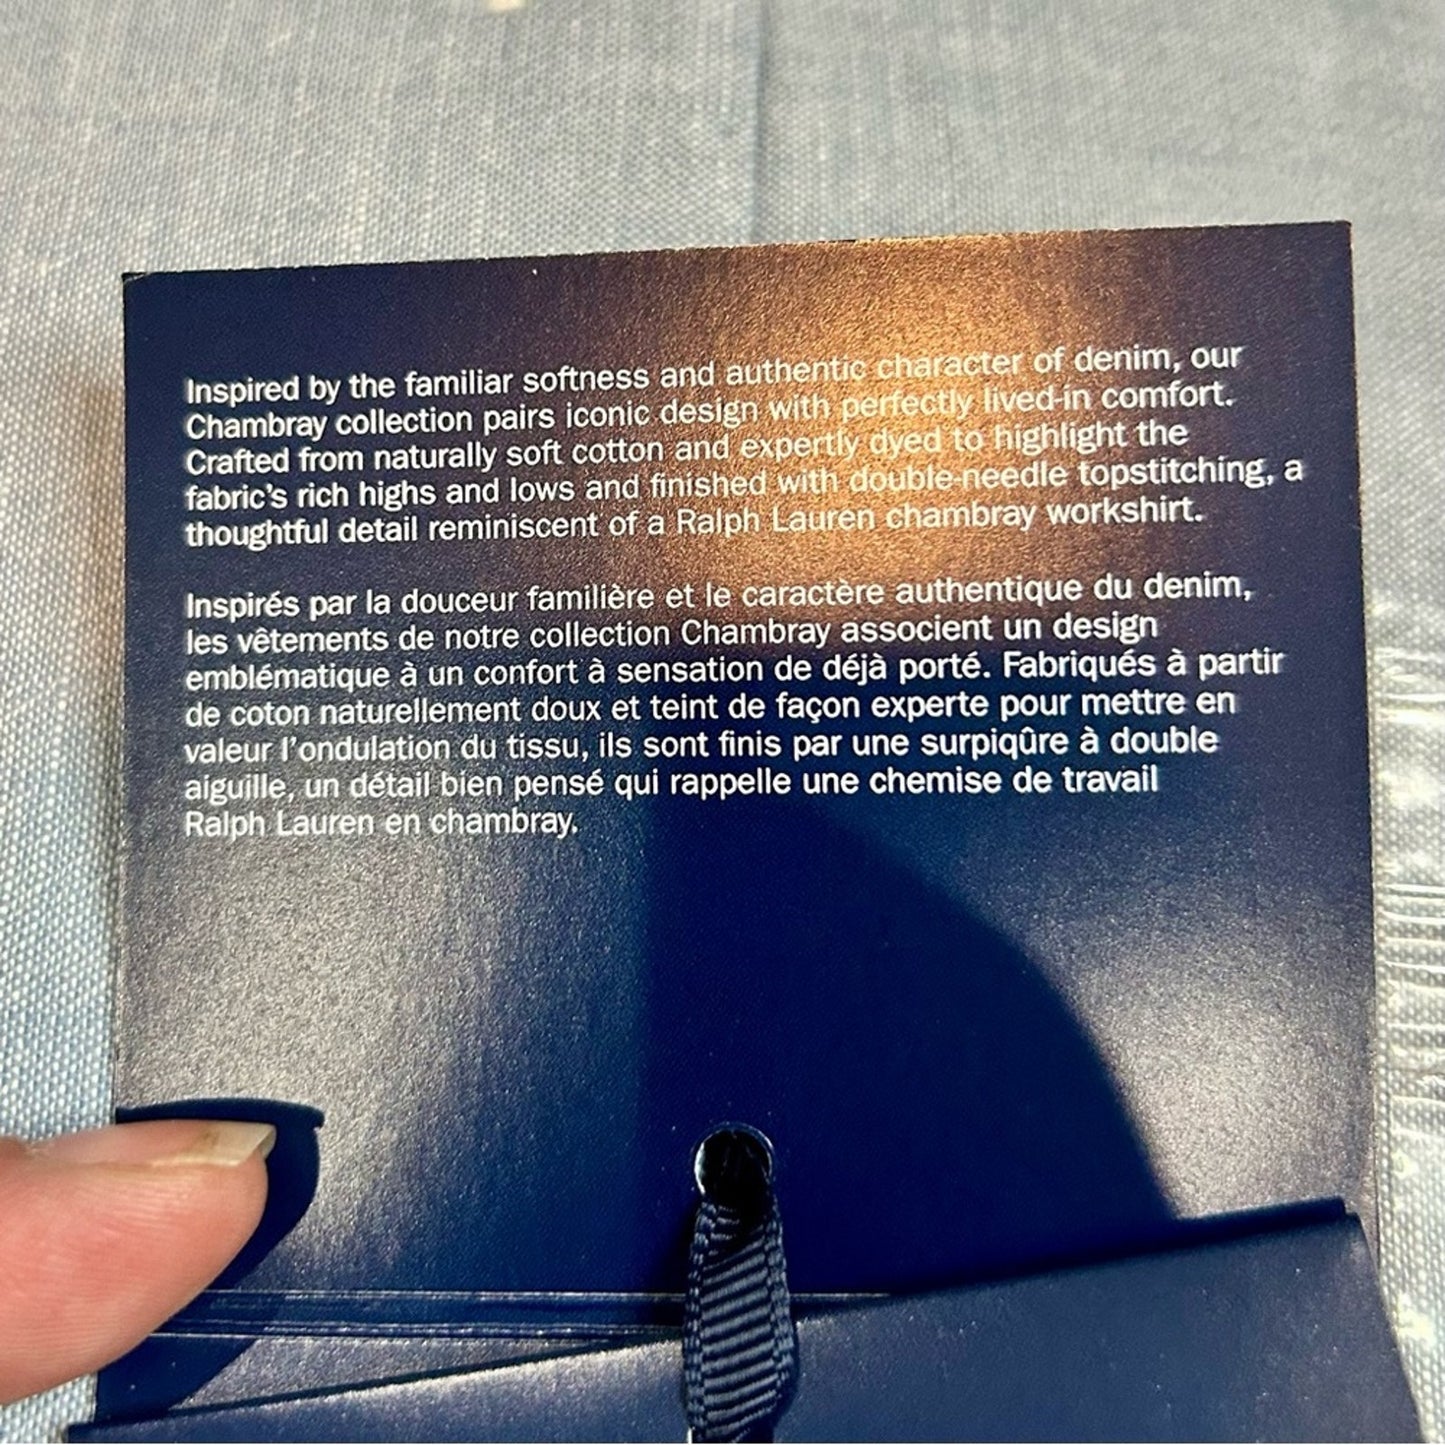 Inspired by the familiar softness and authentic character of denim, our
Chambray collection pairs iconic design with perfectly lived-in comfort.
Crafted from naturally soft cotton and expertly dyed to highlight the
fabric's rich highs and lows and finished with double-needle topstitching, a
thoughtful detail reminiscent of a Ralph Lauren chambray workshirt.
Inspirés par la douceur familière et le caractère authentique du denim,
les vêtements de notre collection Chambray associent un design
emblématique à un confort à sensation de déjà porté. Fabriqués à partir
de coton naturellement doux et teint de façon experte pour mettre en
valeur l'ondulation du tissu, ils sont finis par une surpiqûre à double
aiguille, un détail bien pensé qui rappelle une chemise de travail
Ralph Lauren en chambray.